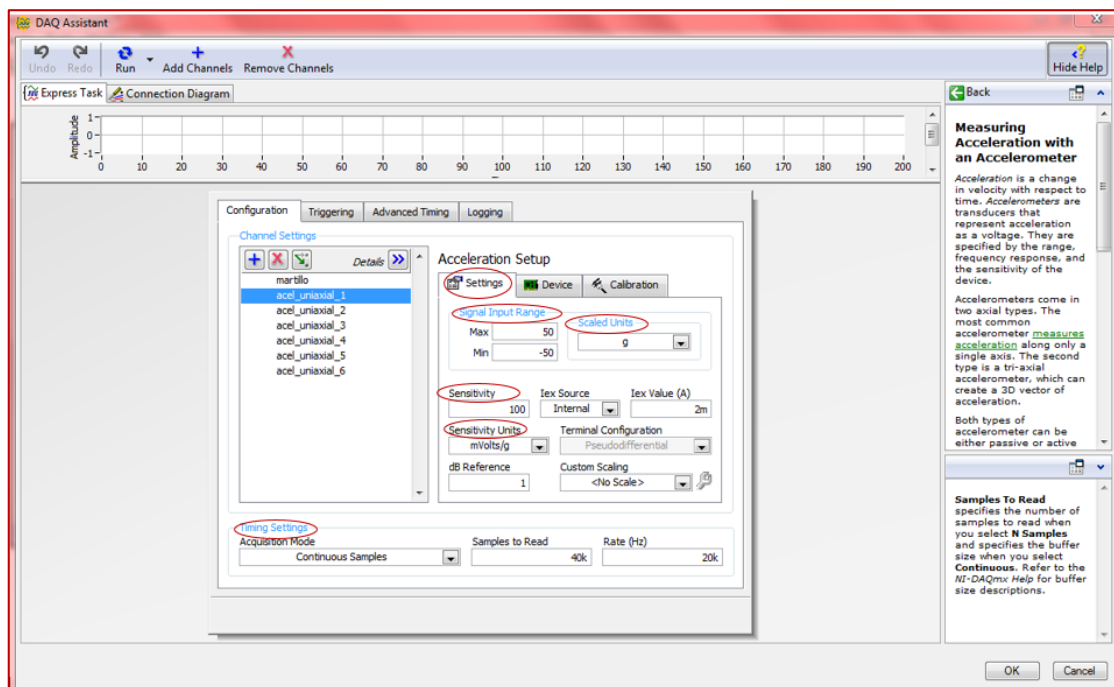 DAQ Assistant
Undo Redo Run Add Channels Remove Channels Hide Help
Express Task Connection Diagram
Amplitude
1
0
-1
0 10 20 30 40 50 60 70 80 90 100 110 120 130 140 150 160 170 180 190 200
Configuration Triggering Advanced Timing Logging
Channel Settings
Details
martillo
acel_uniaxial_1
acel_uniaxial_2
acel_uniaxial_3
acel_uniaxial_4
acel_uniaxial_5
acel_uniaxial_6
Acceleration Setup
Settings Device Calibration
Signal Input Range
Max 50
Min -50
Scaled Units
g
Sensitivity Iex Source Iex Value (A)
100 Internal 2m
Sensitivity Units Terminal Configuration
mVolts/g Pseudodifferential
dB Reference Custom Scaling
1 <No Scale>
Timing Settings
Acquisition Mode Samples to Read Rate (Hz)
Continuous Samples 40k 20k
Back
Measuring
Acceleration with
an Accelerometer
Acceleration is a change
in velocity with respect to
time. Accelerometers are
transducers that
represent acceleration
as a voltage. They are
specified by the range,
frequency response, and
the sensitivity of the
device.
Accelerometers come in
two axial types. The
most common
accelerometer measures
acceleration along only a
single axis. The second
type is a tri-axial
accelerometer, which can
create a 3D vector of
acceleration.
Both types of
accelerometer can be
either passive or active
Samples To Read
specifies the number of
samples to read when
you select N Samples
and specifies the buffer
size when you select
Continuous. Refer to the
NI-DAQmx Help for buffer
size descriptions.
OK Cancel